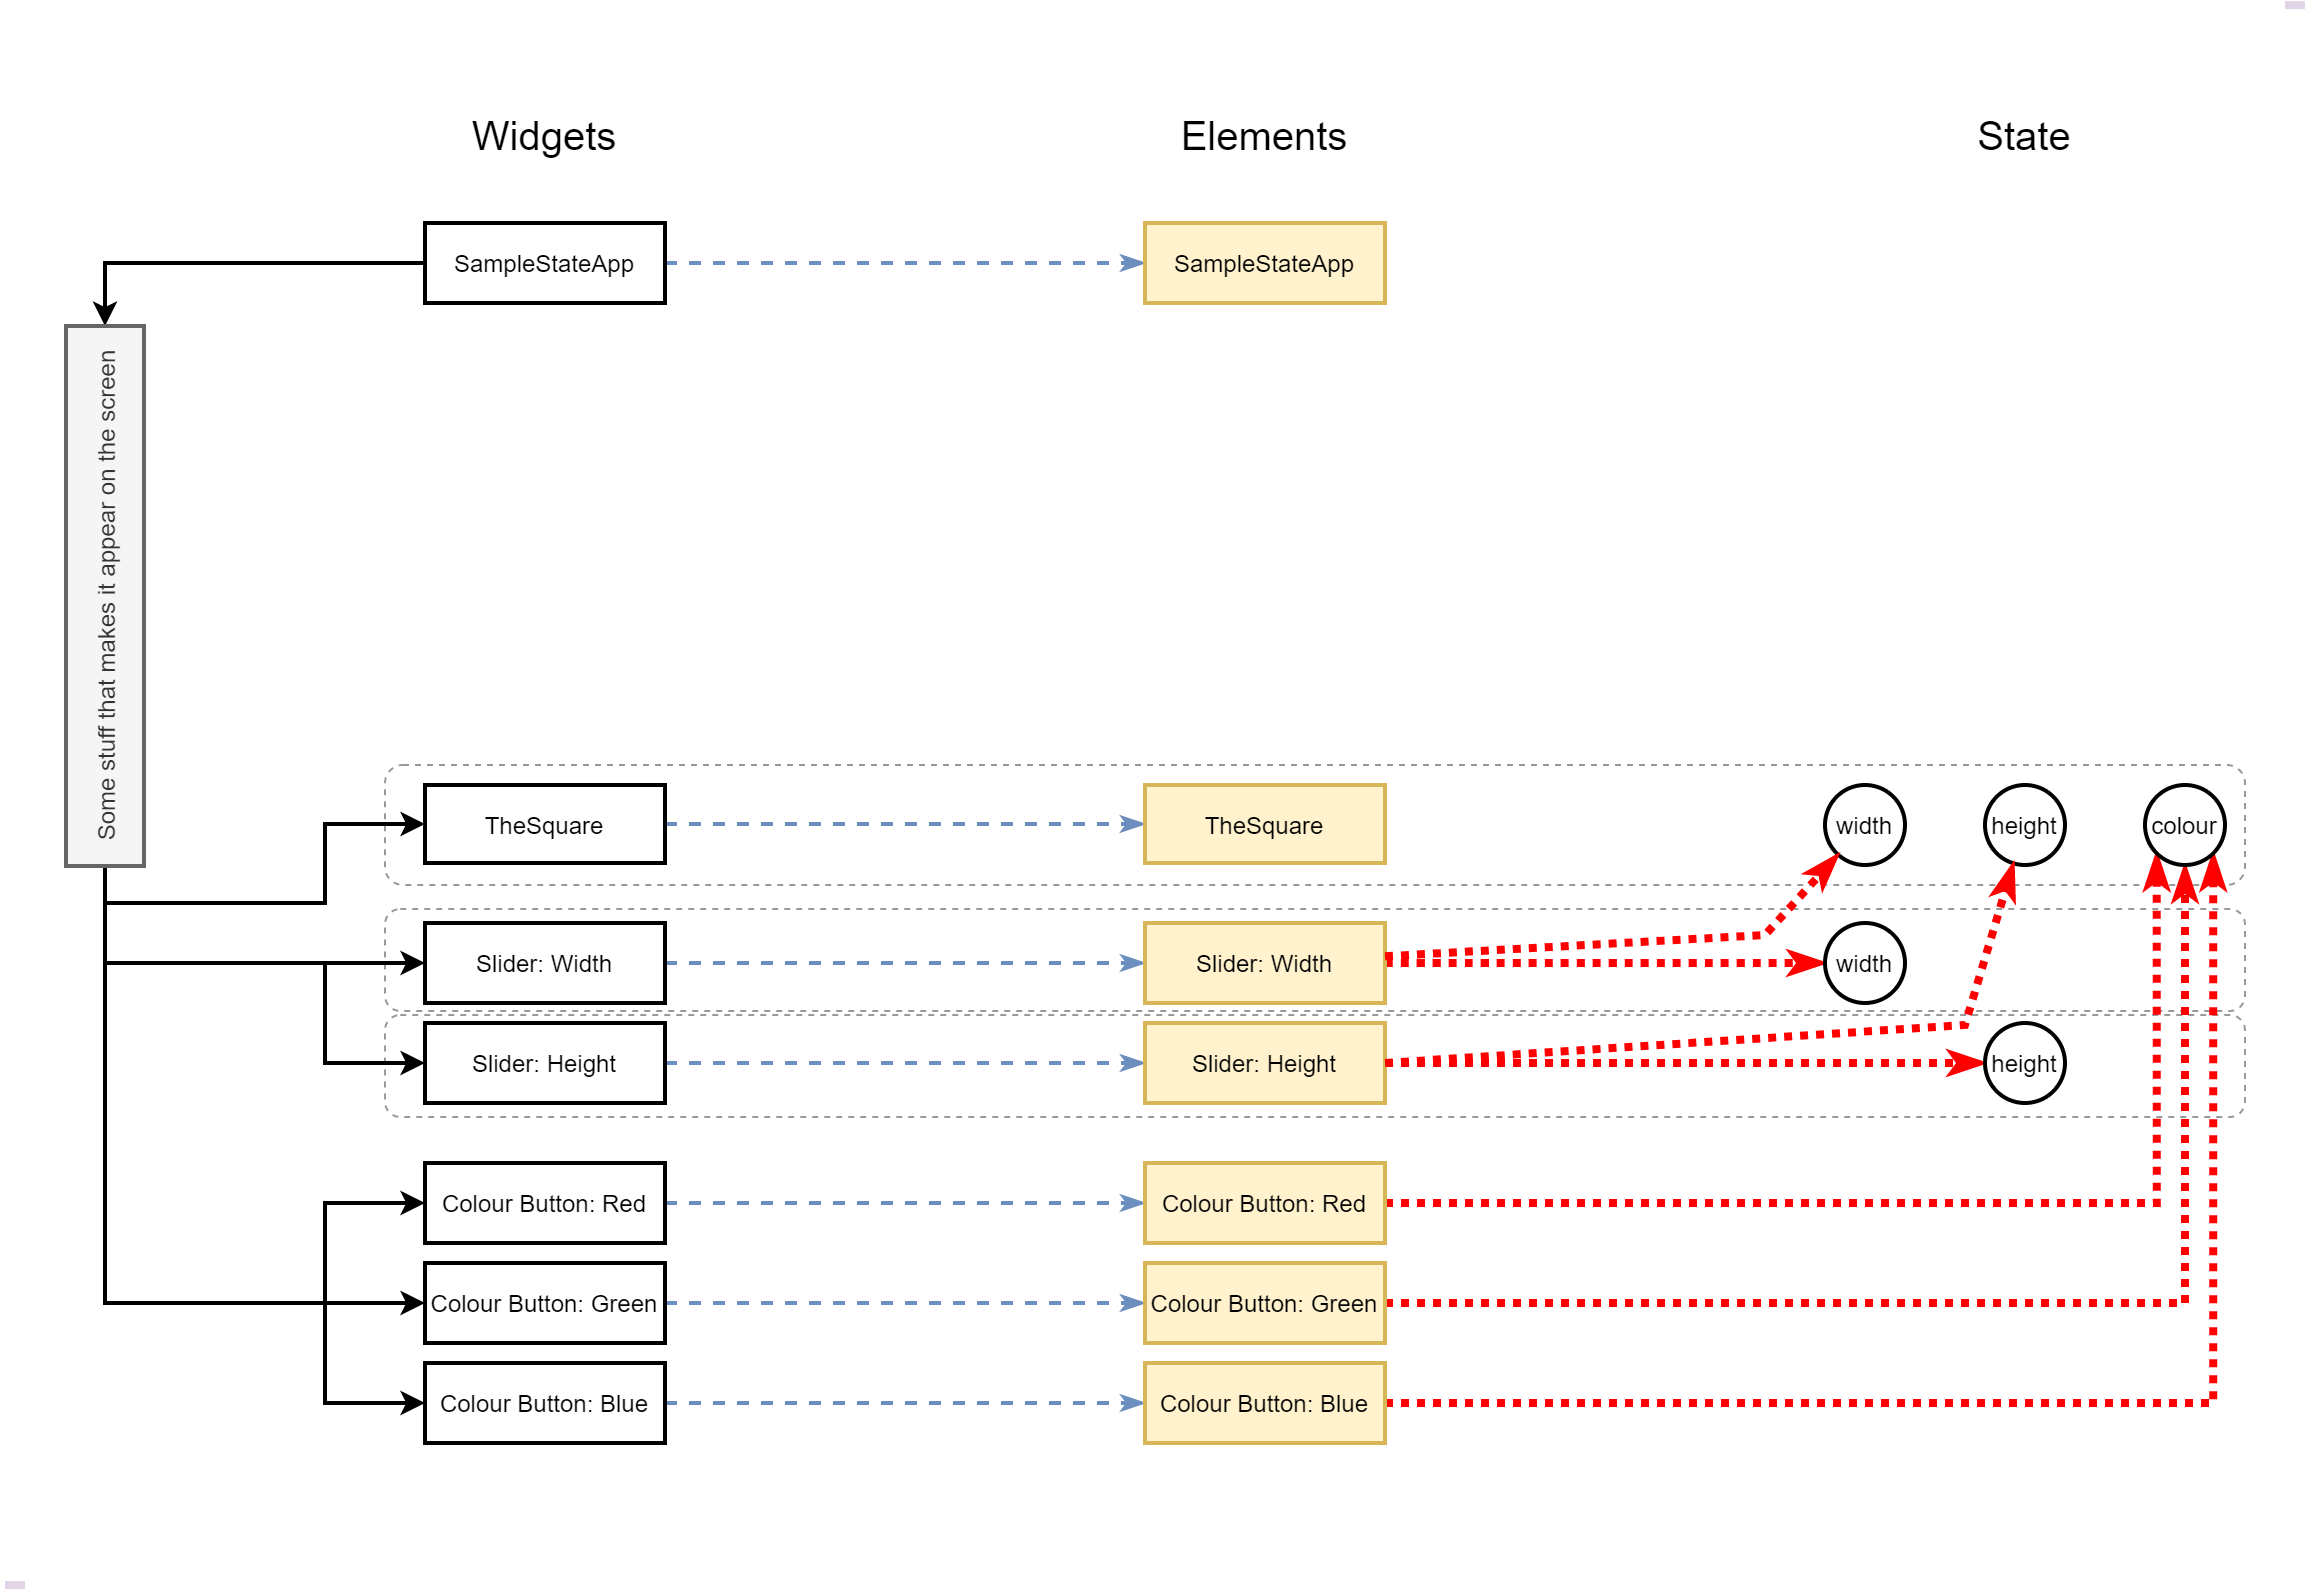 Widgets
Elements
State
SampleStateApp
SampleStateApp
Some stuff that makes it appear on the screen
TheSquare
TheSquare
width
height
colour
Slider: Width
Slider: Width
width
Slider: Height
Slider: Height
height
Colour Button: Red
Colour Button: Red
Colour Button: Green
Colour Button: Green
Colour Button: Blue
Colour Button: Blue